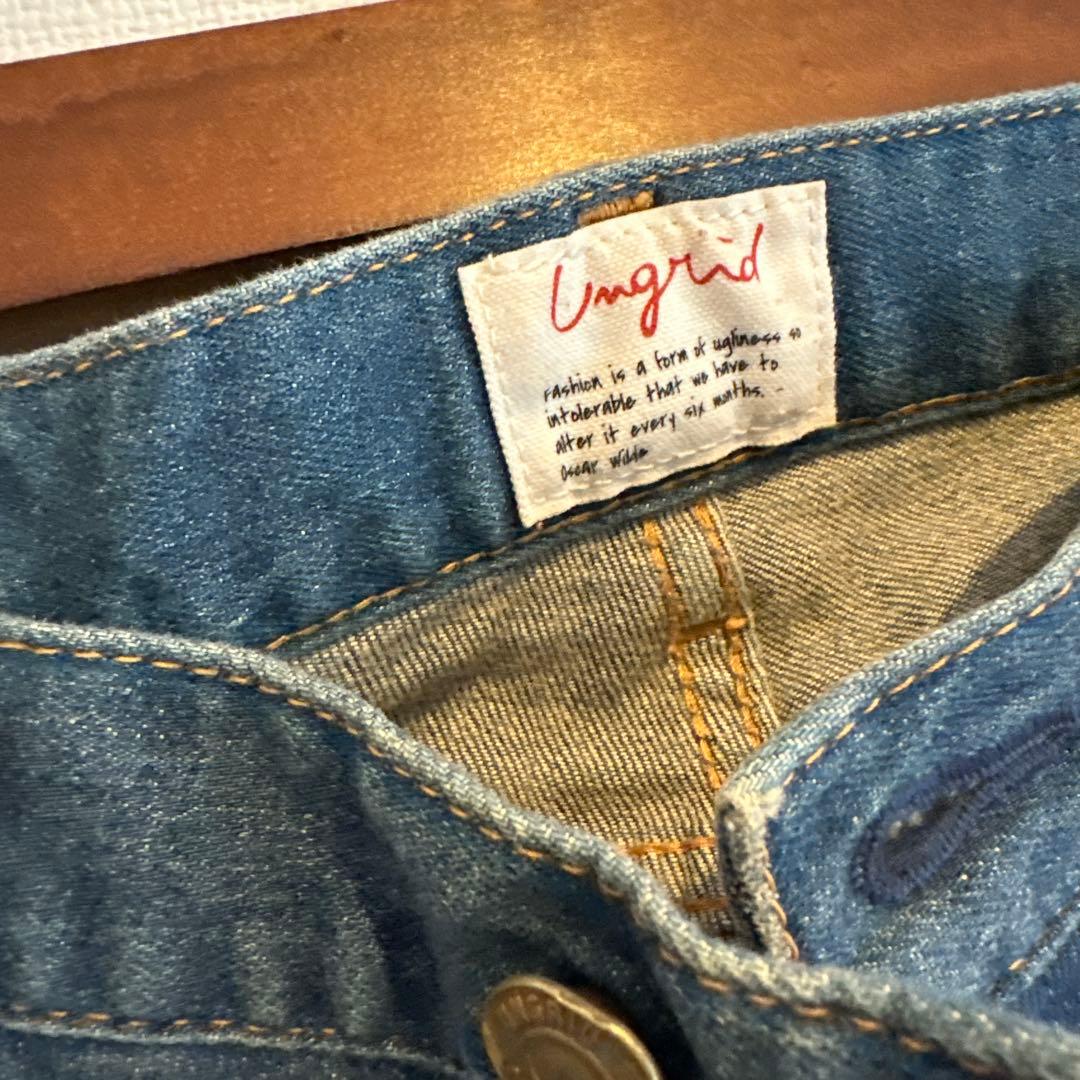 Ungrid
Fashion is a form of ugliness so
intolerable that we have to
alter it every six months. -
Oscar Wilde